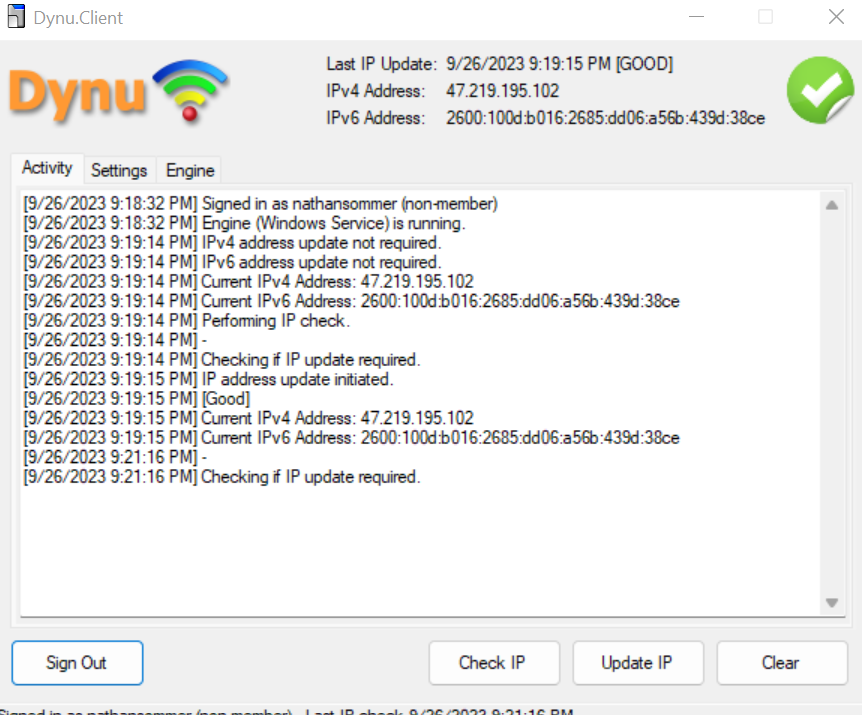 Dynu.Client
Dynu
Last IP Update: 9/26/2023 9:19:15 PM [GOOD]
IPv4 Address: 47.219.195.102
IPv6 Address: 2600:100d:b016:2685:dd06:a56b:439d:38ce
Activity Settings Engine
[9/26/2023 9:18:32 PM] Signed in as nathansommer (non-member)
[9/26/2023 9:18:32 PM] Engine (Windows Service) is running.
[9/26/2023 9:19:14 PM] IPv4 address update not required.
[9/26/2023 9:19:14 PM] IPv6 address update not required.
[9/26/2023 9:19:14 PM] Current IPv4 Address: 47.219.195.102
[9/26/2023 9:19:14 PM] Current IPv6 Address: 2600:100d:b016:2685:dd06:a56b:439d:38ce
[9/26/2023 9:19:14 PM] Performing IP check.
[9/26/2023 9:19:14 PM] -
[9/26/2023 9:19:14 PM] Checking if IP update required.
[9/26/2023 9:19:15 PM] IP address update initiated.
[9/26/2023 9:19:15 PM] [Good]
[9/26/2023 9:19:15 PM] Current IPv4 Address: 47.219.195.102
[9/26/2023 9:19:15 PM] Current IPv6 Address: 2600:100d:b016:2685:dd06:a56b:439d:38ce
[9/26/2023 9:21:16 PM] -
[9/26/2023 9:21:16 PM] Checking if IP update required.
Sign Out Check IP Update IP Clear
Signed in as nathansommer (non-member) - Last IP check 9/26/2023 9:21:16 PM